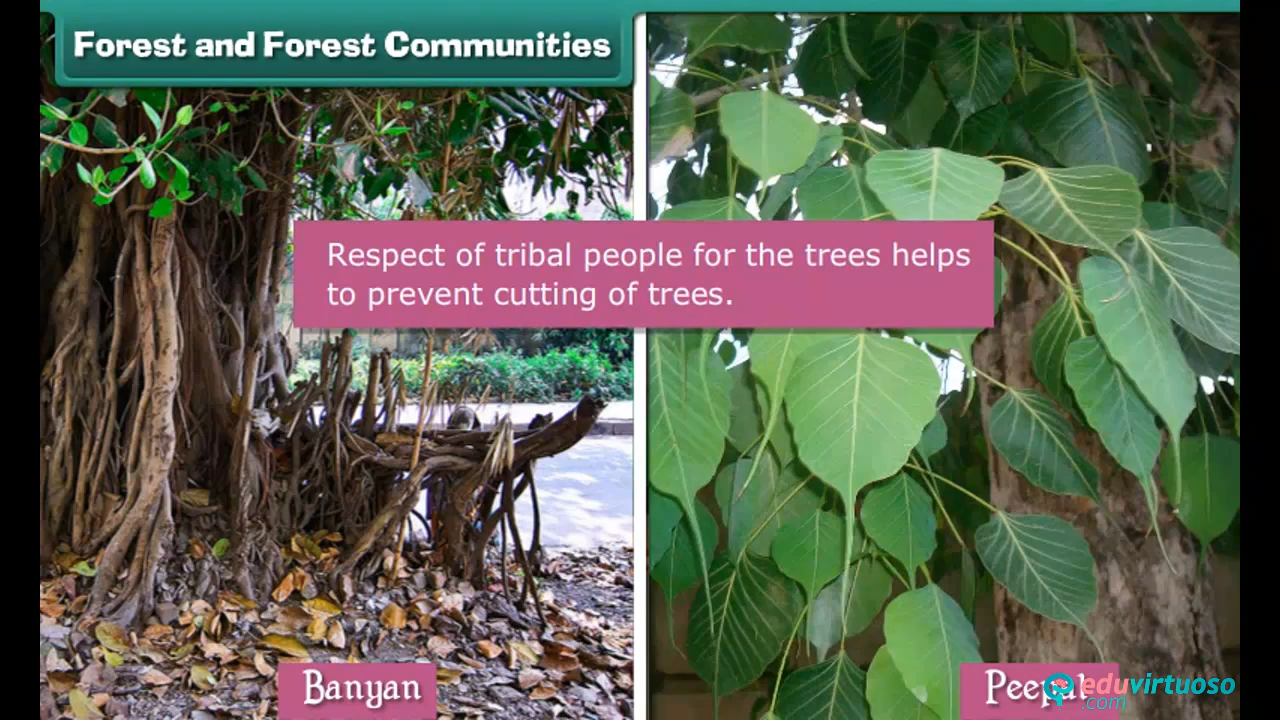 Forest and Forest Communities
Respect of tribal people for the trees helps
to prevent cutting of trees.
Banyan
Peepal
eduvirtuoso
.com